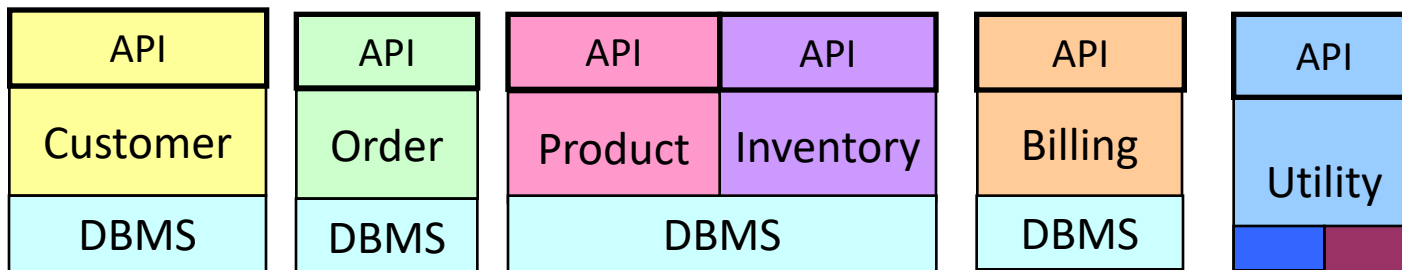 API API API API API API
Customer Order Product Inventory Billing Utility
DBMS DBMS DBMS DBMS